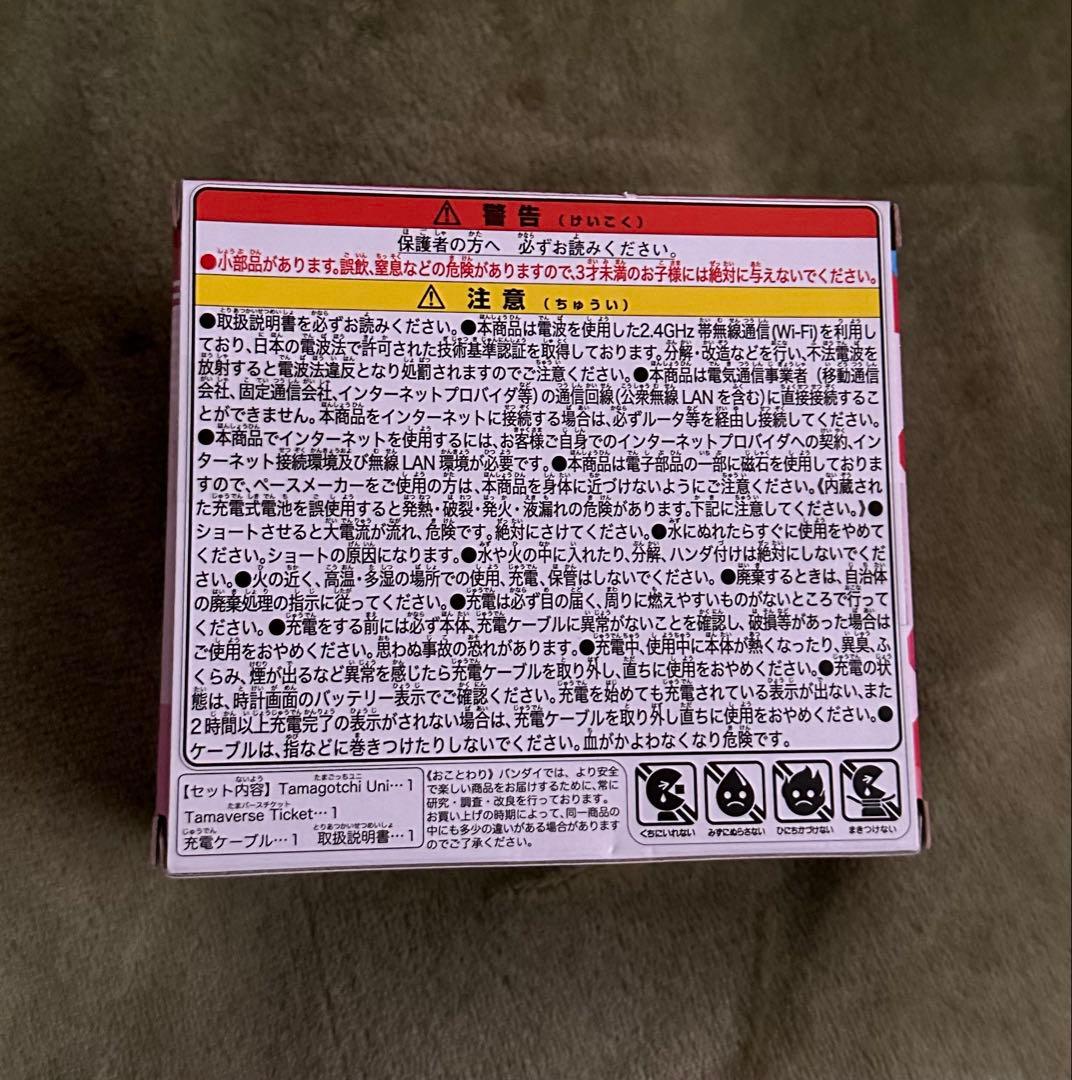 警告（けいこく）
保護者の方へ 必ずお読みください。
●小部品があります。誤飲、窒息などの危険がありますので、3才未満のお子様には絶対に与えないでください。
注意（ちゅうい）
●取扱説明書を必ずお読みください。●本商品は電波を使用した2.4GHz 帯無線通信(Wi-Fi)を利用し
ており、日本の電波法で許可された技術基準認証を取得しております。分解・改造などを行い、不法電波を
放射すると電波法違反となり処罰されますのでご注意ください。●本商品は電気通信事業者（移動通信
会社、固定通信会社、インターネットプロバイダ等）の通信回線（公衆無線 LAN を含む）に直接接続するこ
とができません。本商品をインターネットに接続する場合は、必ずルータ等を経由し接続してください。
●本商品でインターネットを使用するには、お客様ご自身でのインターネットプロバイダへの契約、イン
ターネット接続環境及び無線 LAN 環境が必要です。●本商品は電子部品の一部に磁石を使用しておりま
すので、ペースメーカーをご使用の方は、本商品を身体に近づけないようにご注意ください。《内蔵され
た充電式電池を誤使用すると発熱・破裂・発火・液漏れの危険があります。下記に注意してください。》●
ショートさせると大電流が流れ、危険です。絶対にさけてください。●水にぬれたらすぐに使用をやめて
ください。ショートの原因になります。●水や火の中に入れたり、分解、ハンダ付けは絶対にしないでくだ
さい。●火の近く、高温・多湿の場所での使用、充電、保管はしないでください。●廃棄するときは、自治体
の廃棄処理の指示に従ってください。●充電は必ず目の届く、周りに燃えやすいものがないところで行って
ください。●充電をする前には必ず本体、充電ケーブルに異常がないことを確認し、破損等があった場合は
ご使用をおやめください。思わぬ事故の恐れがあります。●充電中、使用中に本体が熱くなったり、異臭、ふ
くらみ、煙が出るなど異常を感じたら充電ケーブルを取り外し、直ちに使用をおやめください。●充電の状
態は、時計画面のバッテリー表示でご確認ください。充電を始めても充電されている表示が出ない、また
2時間以上充電完了の表示がされない場合は、充電ケーブルを取り外し直ちに使用をおやめください。●
ケーブルは、指などに巻きつけたりしないでください。血がかよわなくなり危険です。
【セット内容】Tamagotchi Uni…1
Tamaverse Ticket…1
充電ケーブル…1 取扱説明書…1
《おことわり》バンダイでは、より安全
で楽しい商品をお届けするために、常に
研究・調査・改良を行っております。
お買い上げの時期によって、同一商品の
中にも多少の違いがある場合があります
のでご了承ください。
くちにいれない みずにぬらさない ひにちかづけない まきつけない